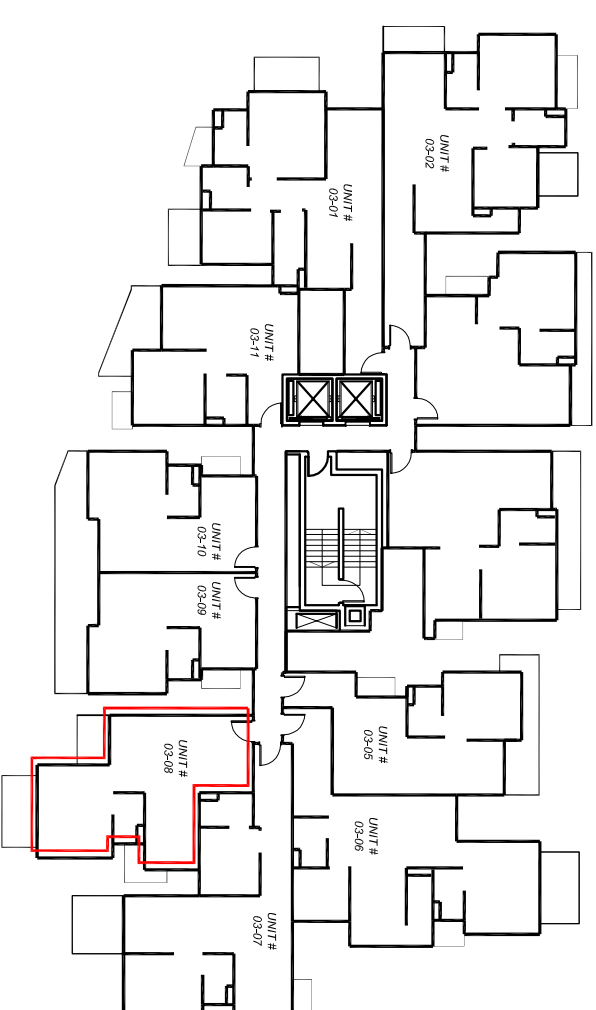 UNIT #
03-02
UNIT #
03-01
UNIT #
03-11
UNIT #
03-10
UNIT #
03-09
UNIT #
03-08
UNIT #
03-05
UNIT #
03-06
UNIT #
03-07